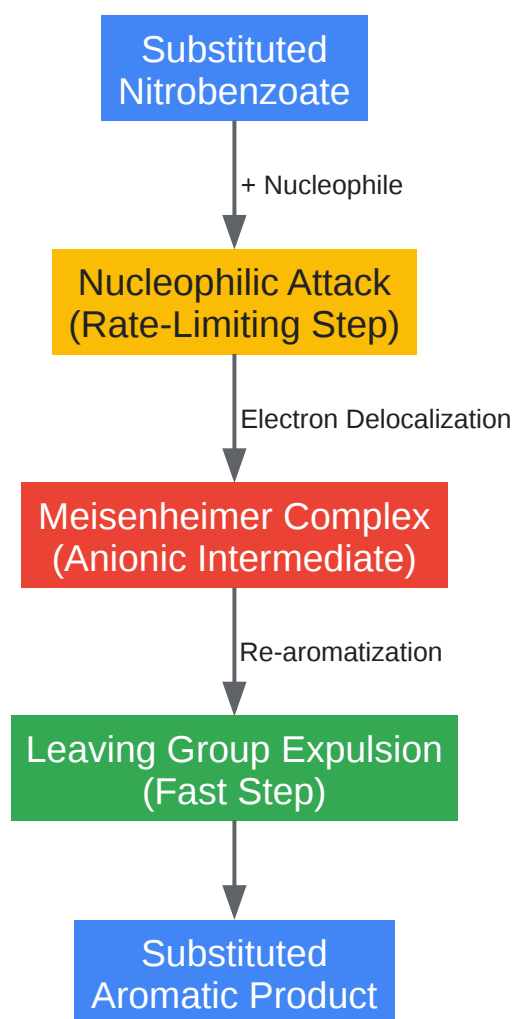 Substituted
Nitrobenzoate
+ Nucleophile
Nucleophilic Attack
(Rate-Limiting Step)
Electron Delocalization
Meisenheimer Complex
(Anionic Intermediate)
Re-aromatization
Leaving Group Expulsion
(Fast Step)
Substituted
Aromatic Product